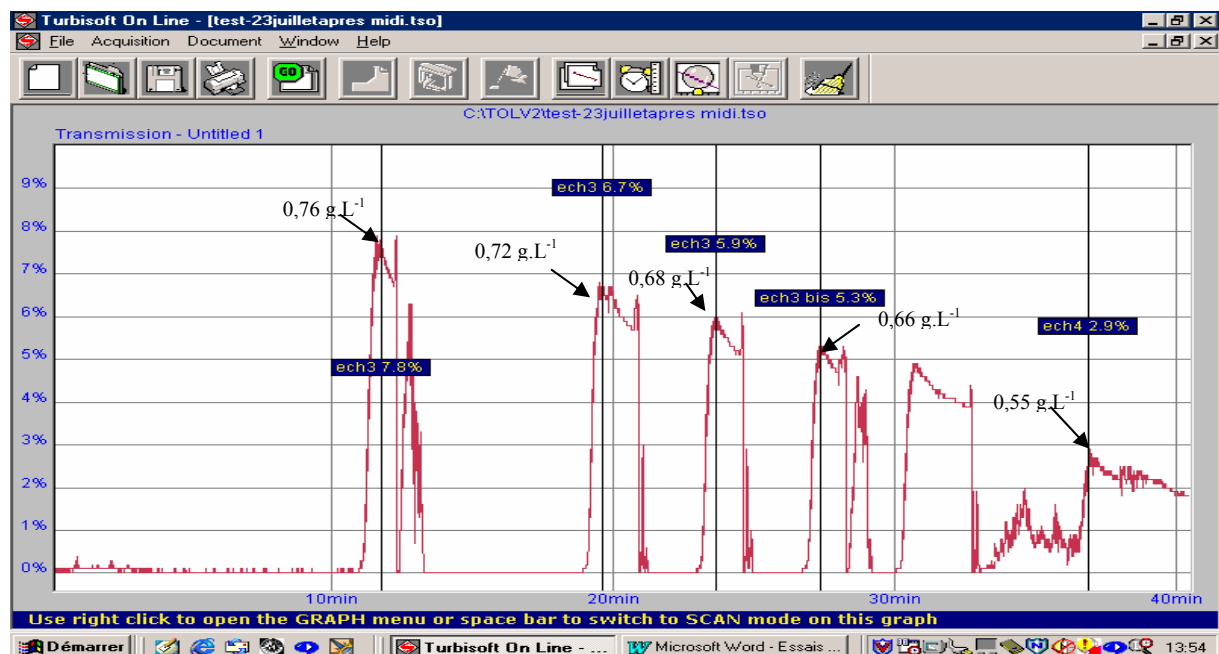 Turbisoft On Line - [test-23juilletapres midi.tso]
File Acquisition Document Window Help
GO
C:\TOLV2\test-23juilletapres midi.tso
Transmission - Untitled 1
9%
8%
7%
6%
5%
4%
3%
2%
1%
0%
ech3 6.7%
0,76 g.L-1
ech3 5.9%
0,72 g.L-1
0,68 g.L-1
ech3 bis 5.3%
0,66 g.L-1
ech4 2.9%
ech3 7.8%
0,55 g.L-1
10min 20min 30min 40min
Use right click to open the GRAPH menu or space bar to switch to SCAN mode on this graph
Démarrer Turbisoft On Line - ... Microsoft Word - Essais ... 13:54